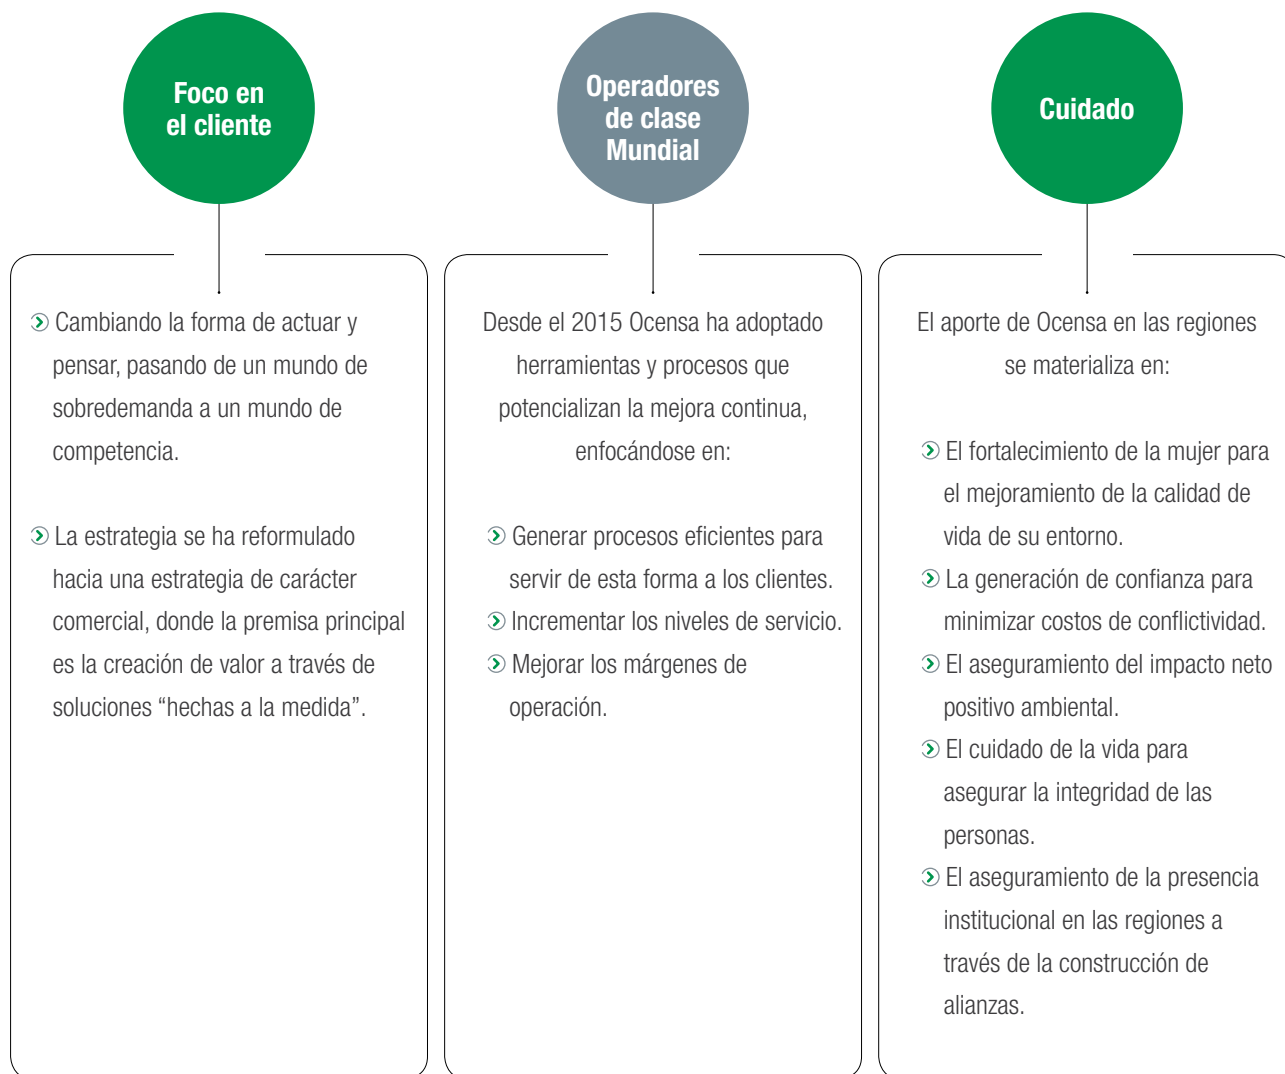 Foco en
el cliente
Cambiando la forma de actuar y
pensar, pasando de un mundo de
sobredemanda a un mundo de
competencia.
La estrategia se ha reformulado
hacia una estrategia de carácter
comercial, donde la premisa principal
es la creación de valor a través de
soluciones “hechas a la medida”.
Operadores
de clase
Mundial
Desde el 2015 Ocensa ha adoptado
herramientas y procesos que
potencializan la mejora continua,
enfocándose en:
Generar procesos eficientes para
servir de esta forma a los clientes.
Incrementar los niveles de servicio.
Mejorar los márgenes de
operación.
Cuidado
El aporte de Ocensa en las regiones
se materializa en:
El fortalecimiento de la mujer para
el mejoramiento de la calidad de
vida de su entorno.
La generación de confianza para
minimizar costos de conflictividad.
El aseguramiento del impacto neto
positivo ambiental.
El cuidado de la vida para
asegurar la integridad de las
personas.
El aseguramiento de la presencia
institucional en las regiones a
través de la construcción de
alianzas.